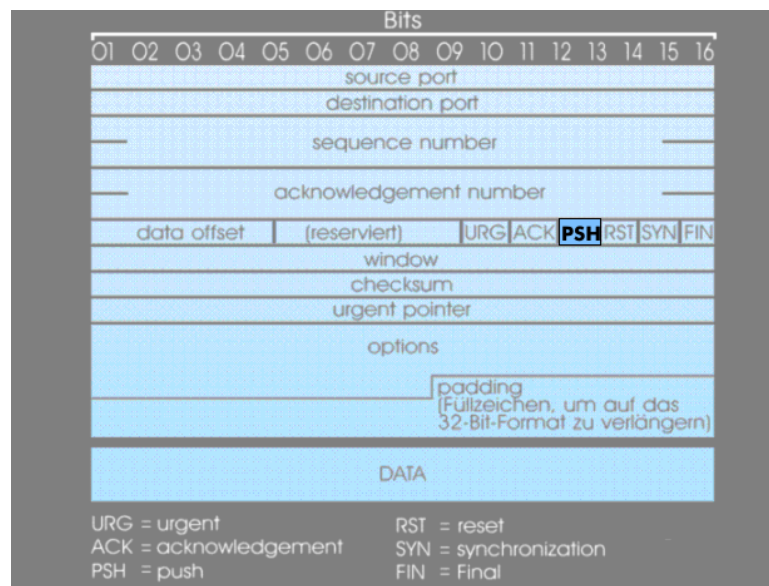 Bits
01 02 03 04 05 06 07 08 09 10 11 12 13 14 15 16
source port
destination port
sequence number
acknowledgement number
data offset (reserviert) URG ACK PSH RST SYN FIN
window
checksum
urgent pointer
options
padding
(Füllzeichen, um auf das
32-Bit-Format zu verlängern)
DATA
URG = urgent RST = reset
ACK = acknowledgement SYN = synchronization
PSH = push FIN = Final